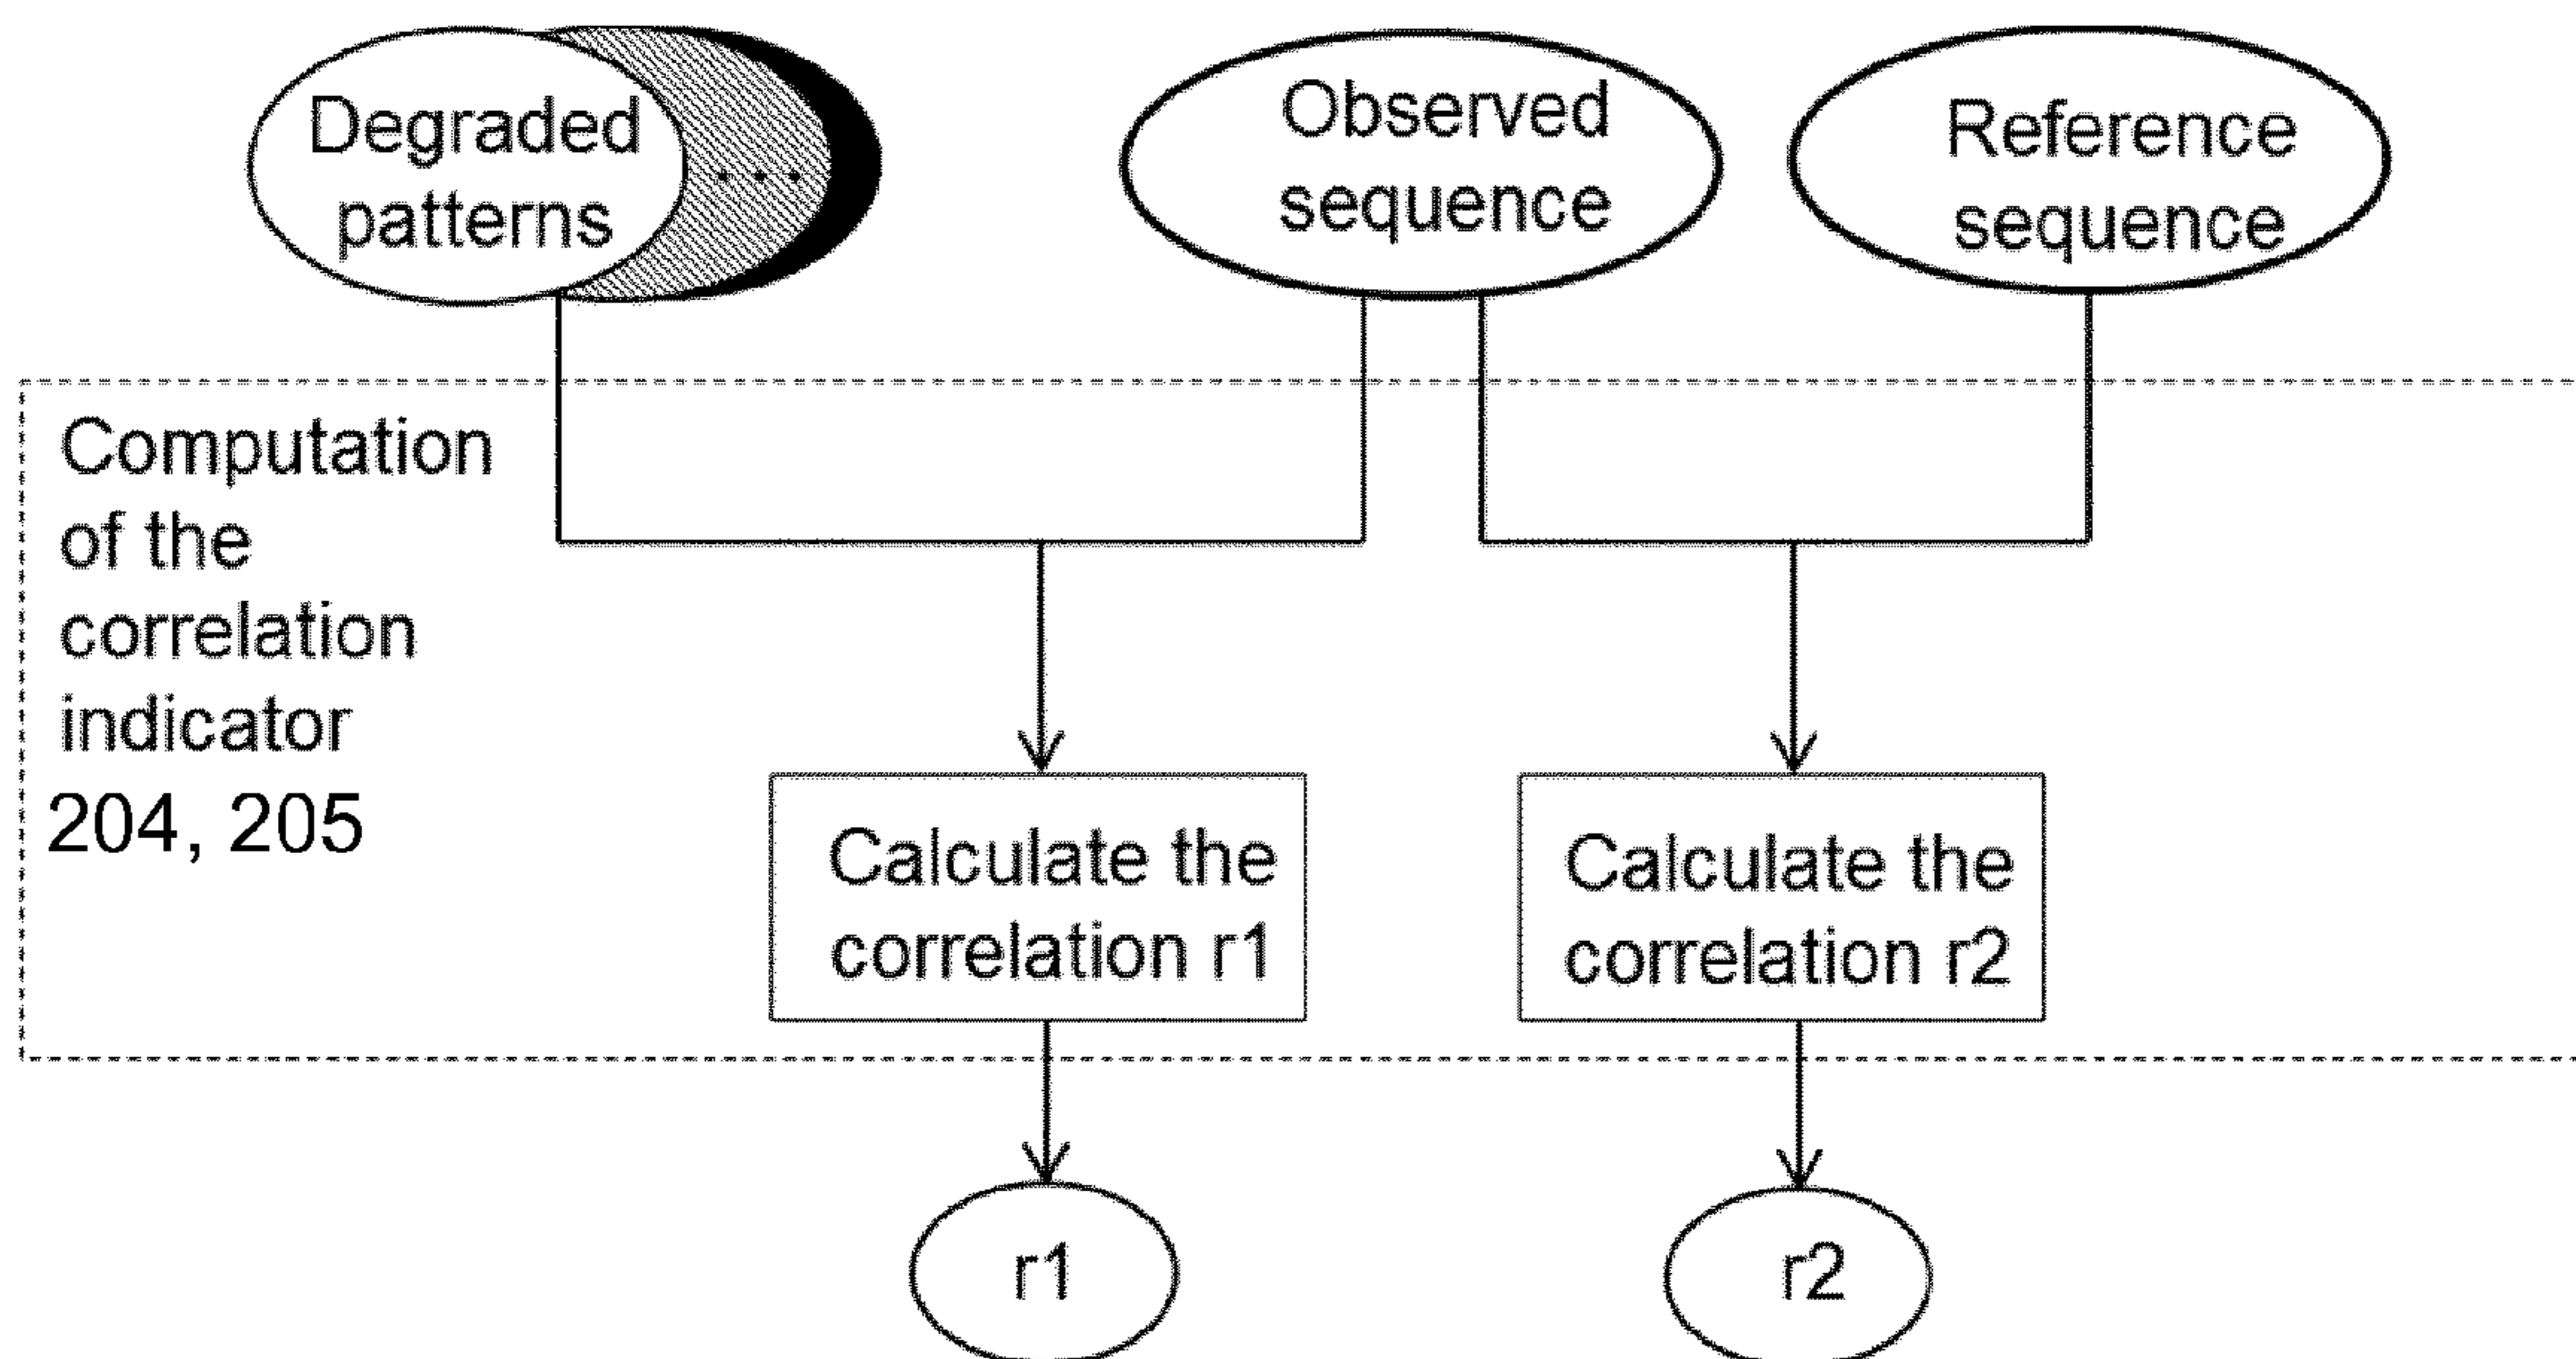 Degraded
patterns
Observed
sequence
Reference
sequence
Computation
of the
correlation
indicator
204, 205
Calculate the
correlation r1
Calculate the
correlation r2
r1
r2